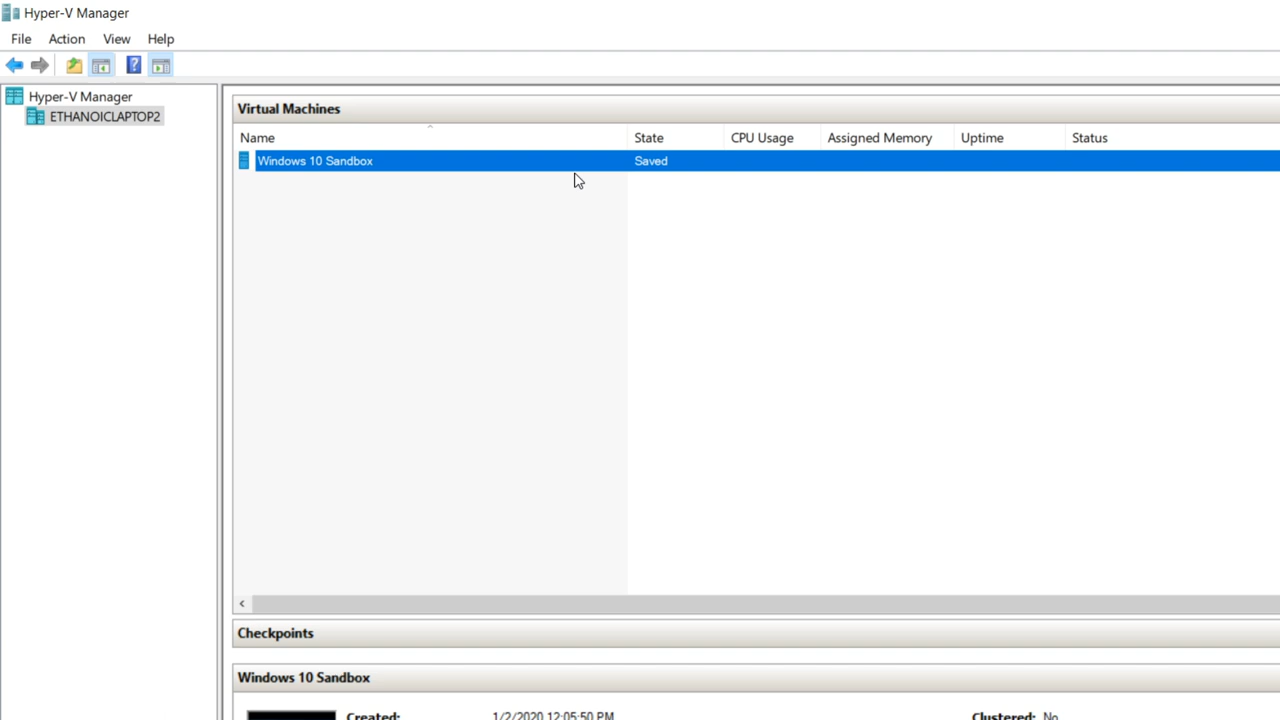 Hyper-V Manager
File Action View Help
Hyper-V Manager
ETHANOICLAPTOP2
Virtual Machines
Name State CPU Usage Assigned Memory Uptime Status
Windows 10 Sandbox Saved
Checkpoints
Windows 10 Sandbox
Created: 1/2/2020 12:05:50 PM Clustered: No